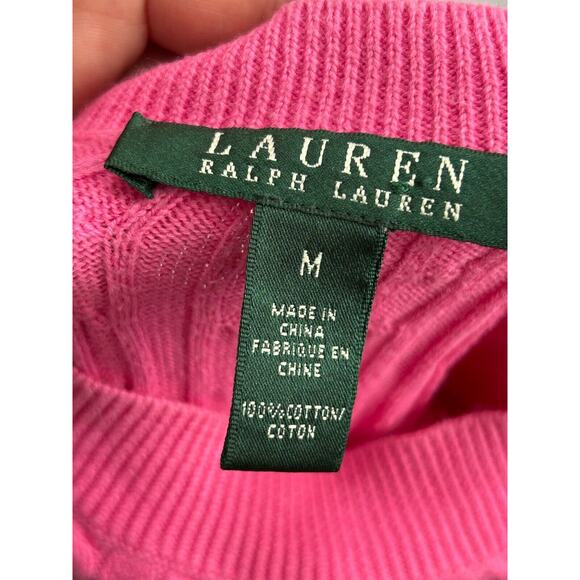 LAUREN
RALPH LAUREN
M
MADE IN
CHINA
FABRIQUE EN
CHINE
100% COTTON/
COTON